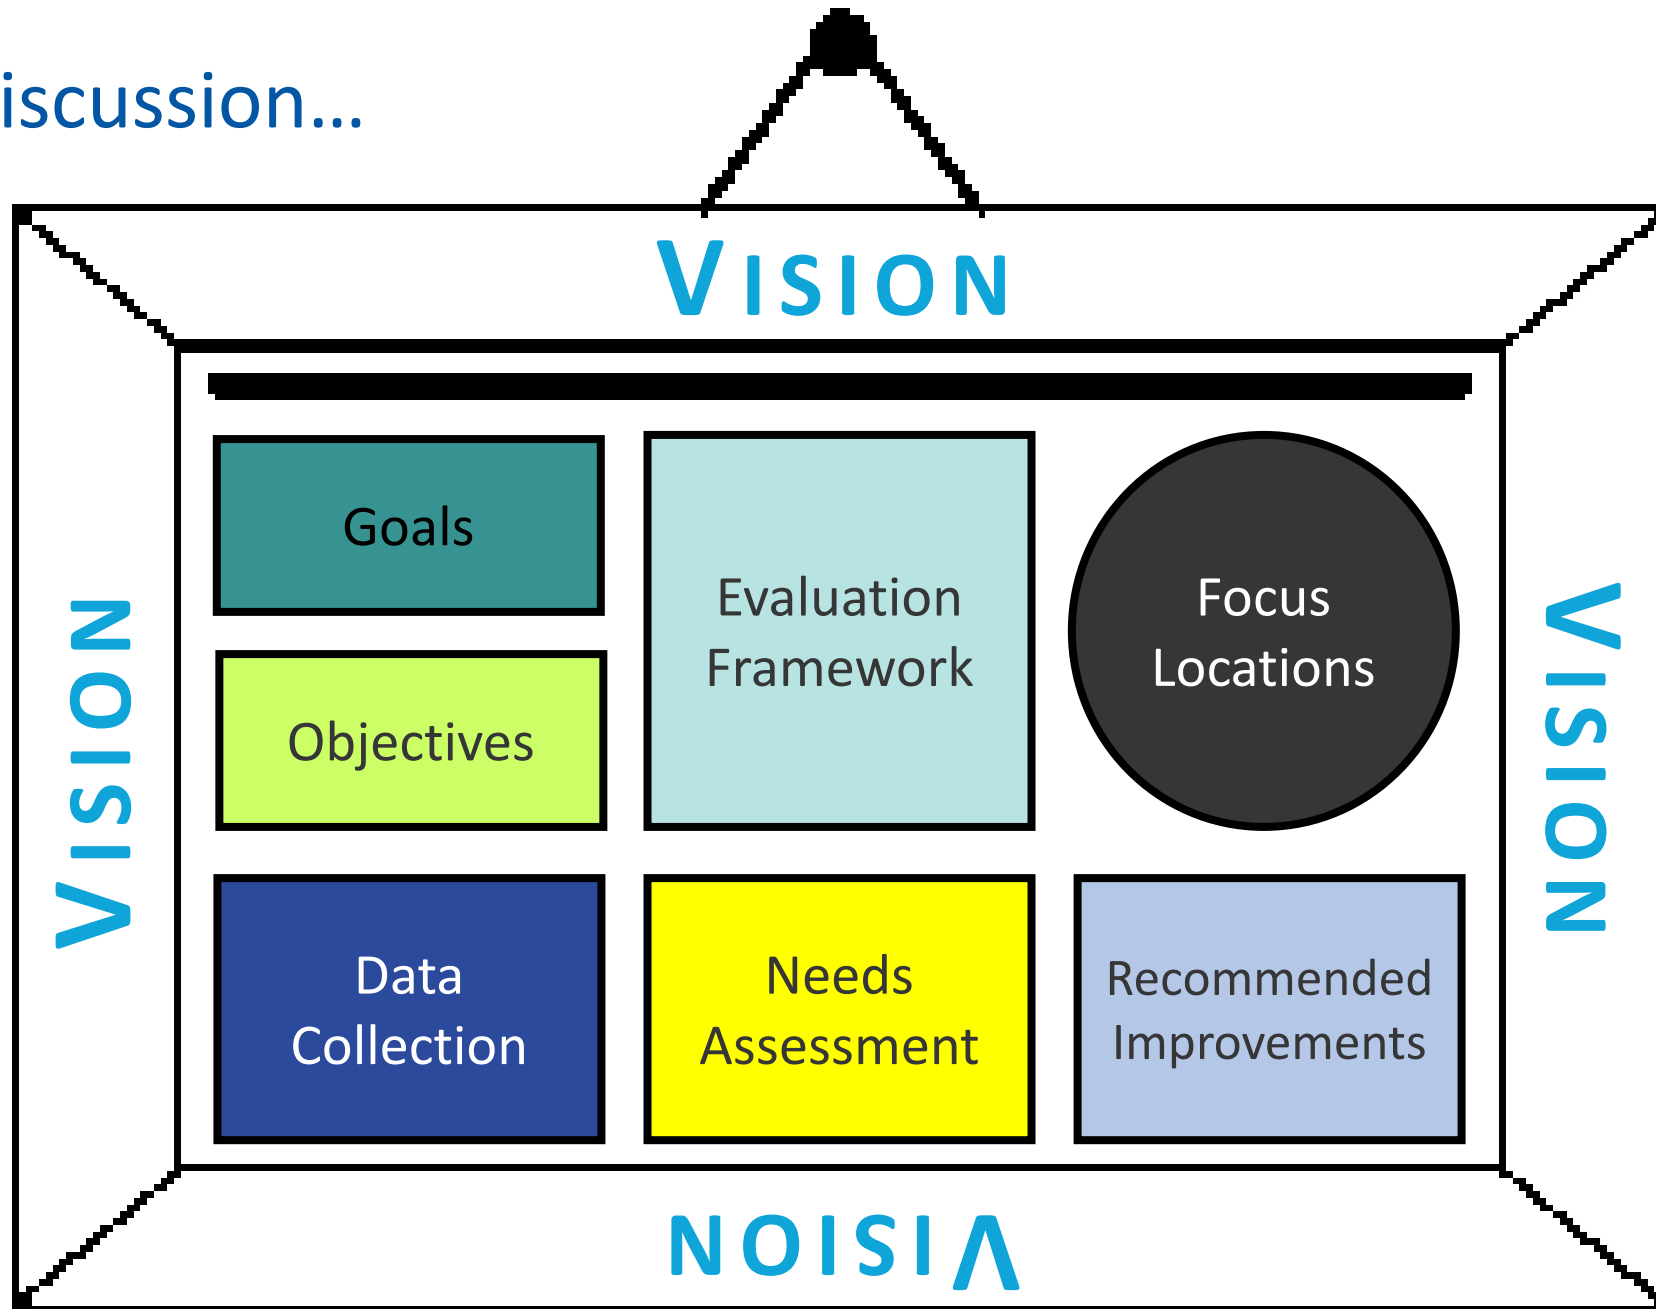 iscussion...
VISION
Goals
Evaluation
Framework
Focus
Locations
Objectives
VISION
VISION
Data
Collection
Needs
Assessment
Recommended
Improvements
VISION